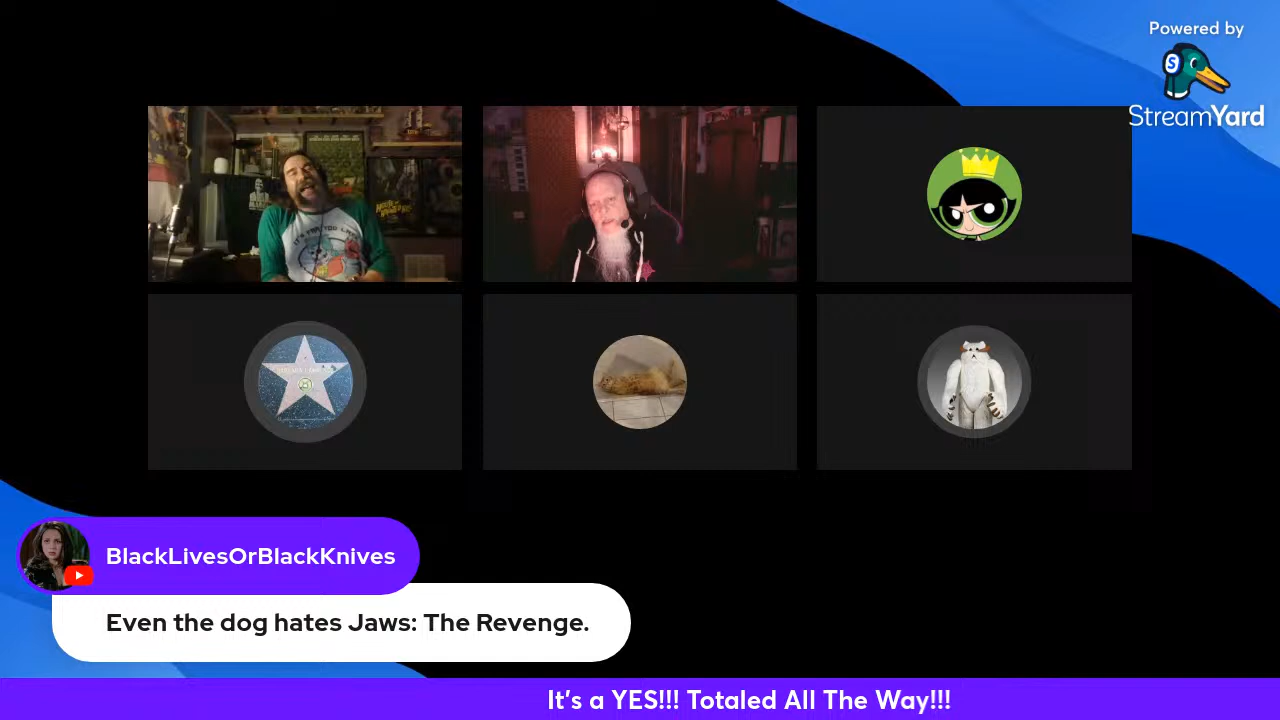 Powered by
StreamYard
BlackLivesOrBlackKnives
Even the dog hates Jaws: The Revenge.
It's a YES!!! Totaled All The Way!!!